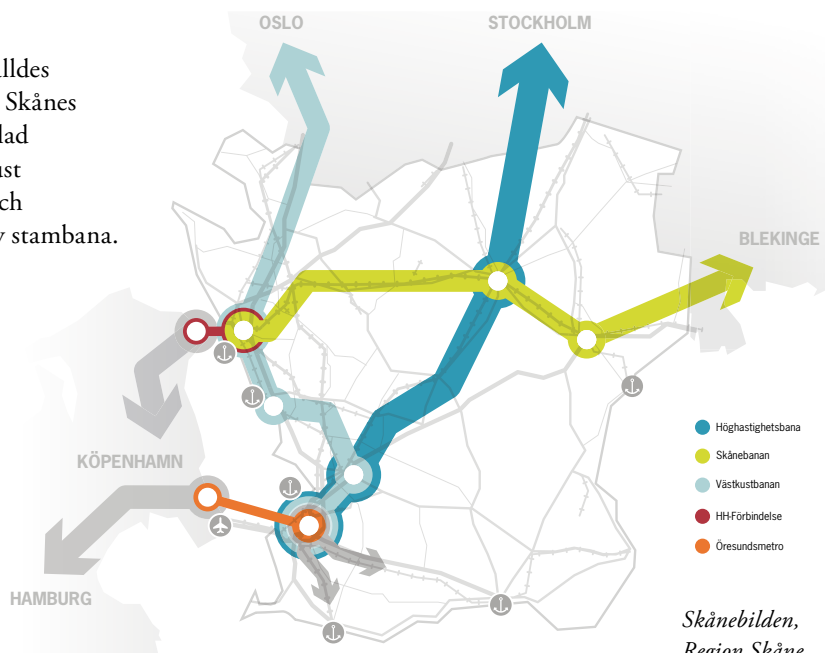 lldes
Skånes
lad
ust
ch
v stambana.
OSLO
STOCKHOLM
BLEKINGE
KÖPENHAMN
HAMBURG
Höghastighetsbana
Skånebanan
Västkustbanan
HH-Förbindelse
Öresundsmetro
Skånebilden,
Region Skåne